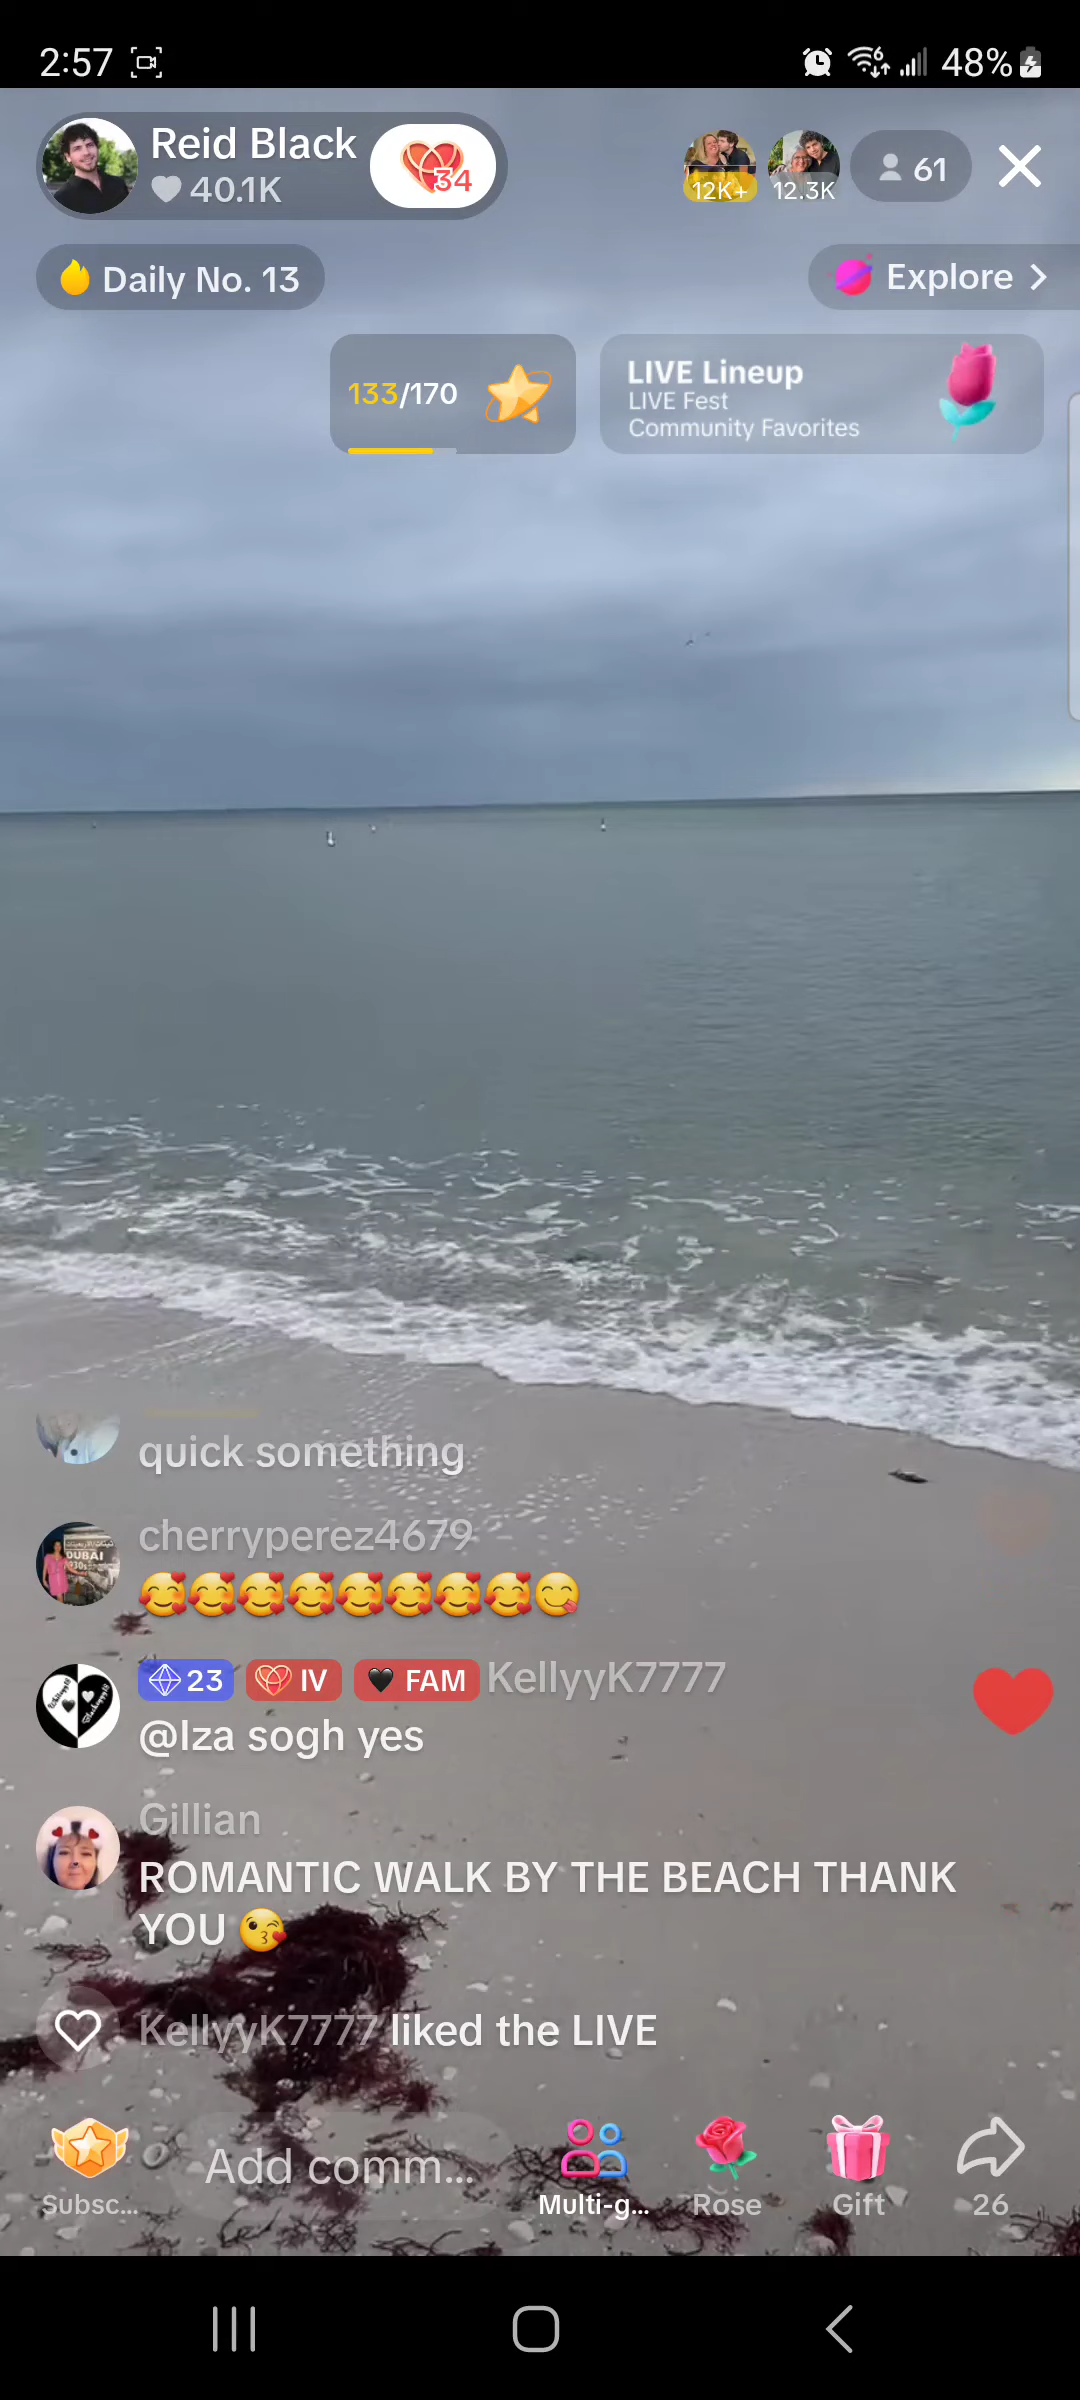 2:57
48%
Reid Black
40.1K
34
12K+
12.3K
61
Daily No. 13
Explore
133/170
LIVE Lineup
LIVE Fest
Community Favorites
quick something
cherryperez4679
DUBAI
23 IV FAM KellyyK7777
@Iza sogh yes
Gillian
ROMANTIC WALK BY THE BEACH THANK
YOU
KellyyK7777 liked the LIVE
Add comm...
Subsc...
Multi-g...
Rose
Gift
26